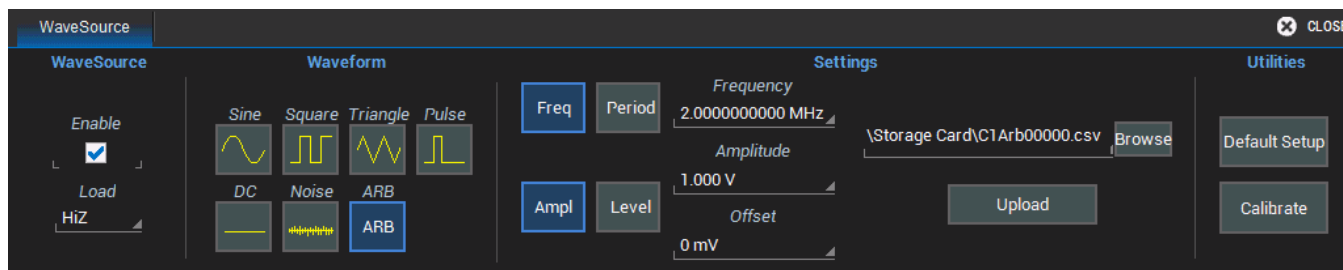 WaveSource
CLOSE
WaveSource
Waveform
Settings
Utilities
Enable
Load
HiZ
Sine Square Triangle Pulse
DC Noise ARB
ARB
Freq Period
Ampl Level
Frequency
2.0000000000 MHz
Amplitude
1.000 V
Offset
0 mV
\Storage Card\C1Arb00000.csv Browse
Upload
Default Setup
Calibrate